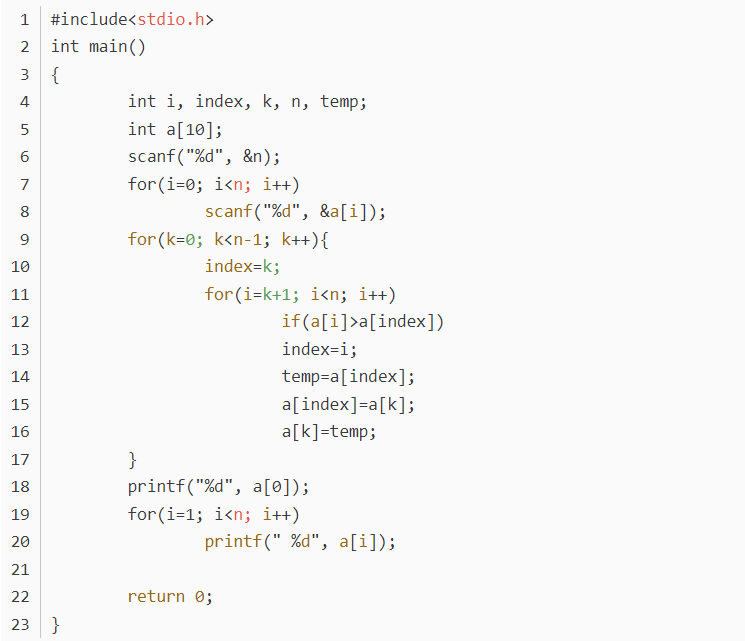 1 #include<stdio.h>
2 int main()
3 {
4         int i, index, k, n, temp;
5         int a[10];
6         scanf("%d", &n);
7         for(i=0; i<n; i++)
8                 scanf("%d", &a[i]);
9         for(k=0; k<n-1; k++){
10                 index=k;
11                 for(i=k+1; i<n; i++)
12                         if(a[i]>a[index])
13                         index=i;
14                         temp=a[index];
15                         a[index]=a[k];
16                         a[k]=temp;
17         }
18         printf("%d", a[0]);
19         for(i=1; i<n; i++)
20                 printf(" %d", a[i]);
21
22         return 0;
23 }